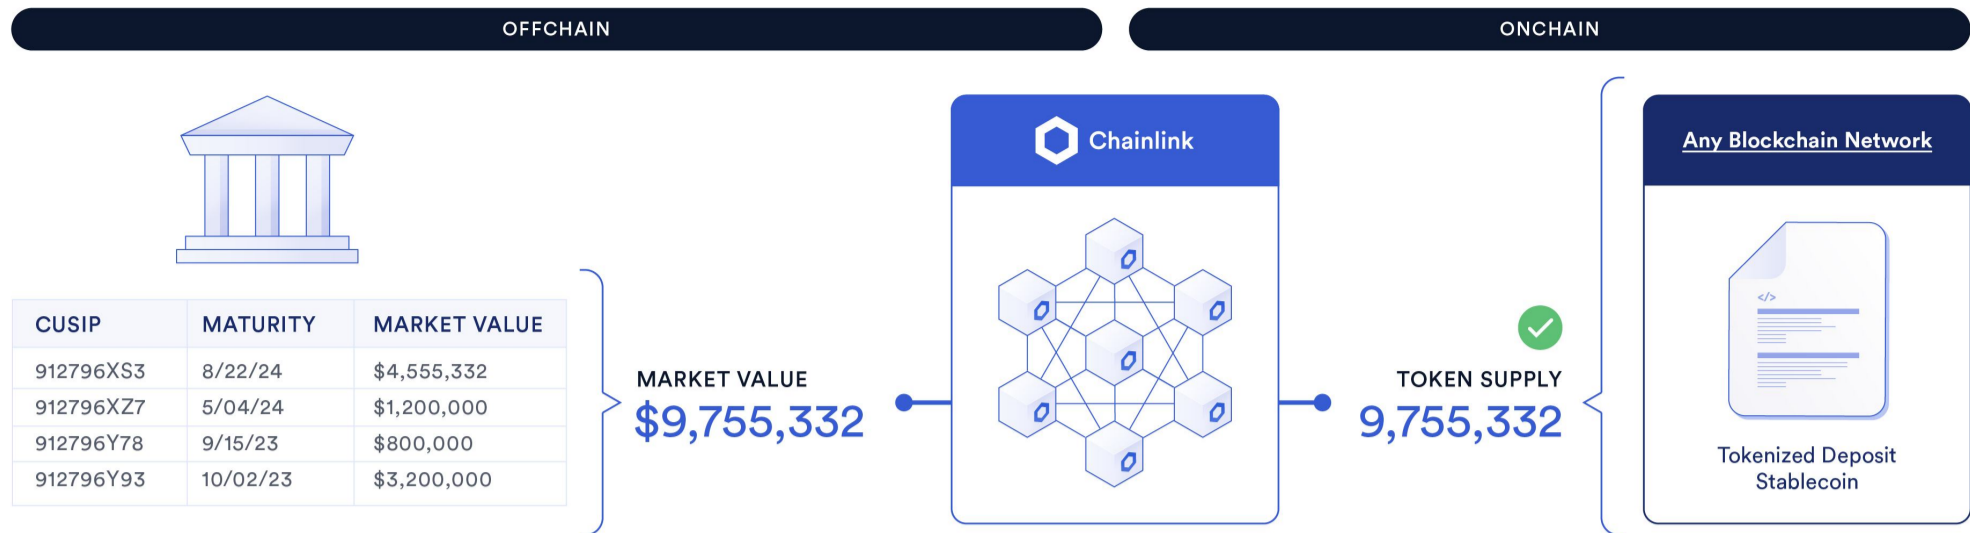 OFFCHAIN
ONCHAIN
CUSIP MATURITY MARKET VALUE
912796XS3 8/22/24 $4,555,332
912796XZ7 5/04/24 $1,200,000
912796Y78 9/15/23 $800,000
912796Y93 10/02/23 $3,200,000
MARKET VALUE
$9,755,332
Chainlink
TOKEN SUPPLY
9,755,332
Any Blockchain Network
</>
Tokenized Deposit
Stablecoin